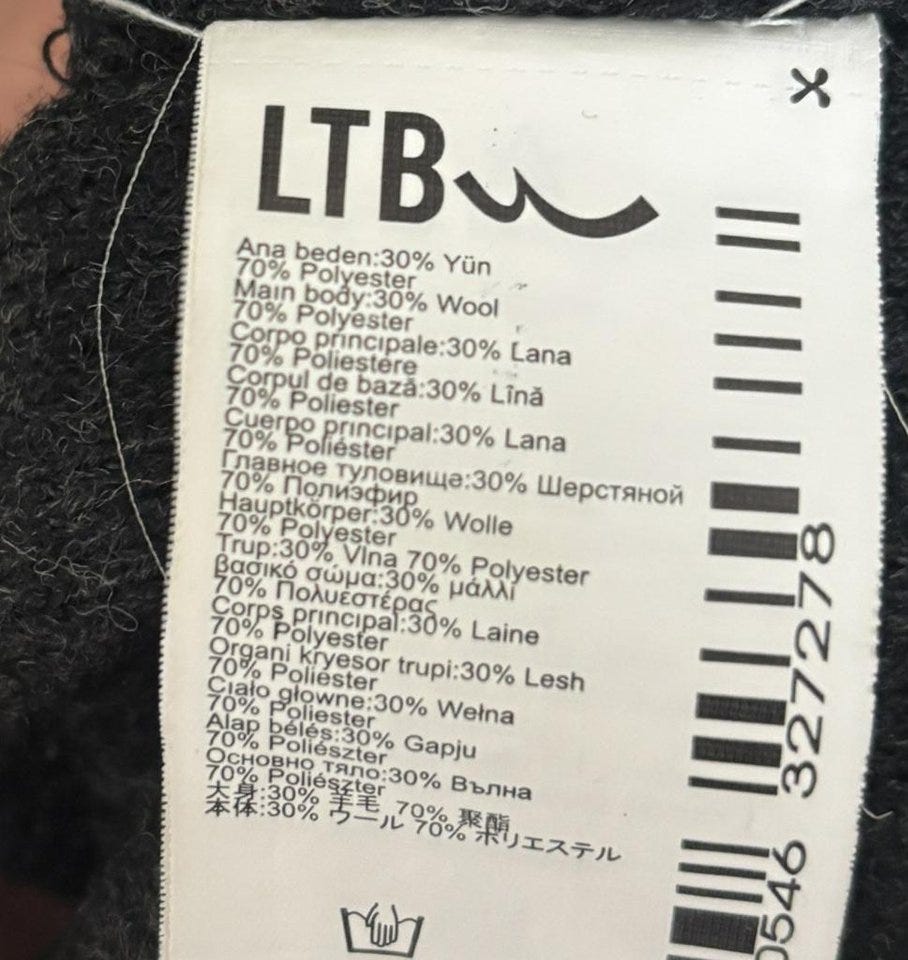 LTB
Ana beden:30% Yün
70% Polyester
Main body:30% Wool
70% Polyester
Corpo principale:30% Lana
70% Poliestere
Corpul de bază:30% Lînă
70% Poliester
Cuerpo principal:30% Lana
70% Poliéster
Главное туловище:30% Шерстяной
70% Полиэфир
Hauptkörper:30% Wolle
70% Polyester
Trup:30% Vlna 70% Polyester
βασικό σώμα:30% μάλλί
70% Πολυεστέρας
Corps principal:30% Laine
70% Polyester
Organi kryesor trupi:30% Lesh
70% Poliester
Ciało głowne:30% Wełna
70% Poliester
Alap bélés:30% Gapju
70% Poliészter
Основно тяло:30% Вълна
70% Poliészter
大身:30% 羊毛 70% 聚酯
本体:30% ウール 70% ポリエステル
0546 327278